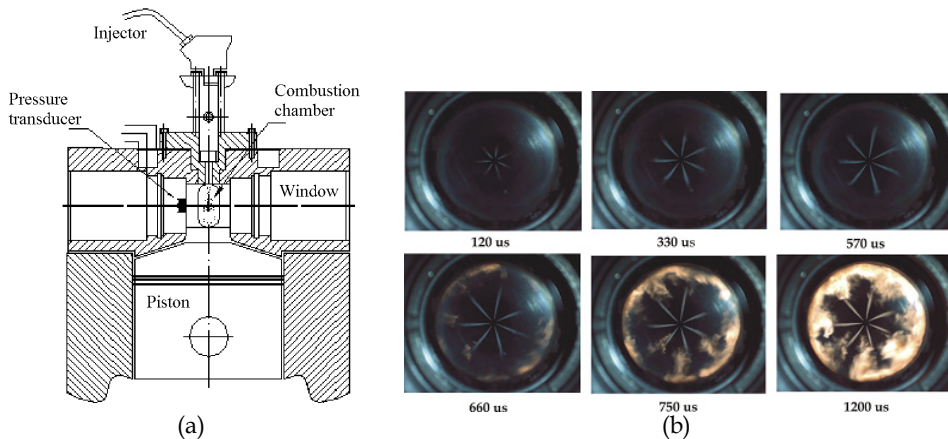 Injector
Pressure
transducer
Combustion
chamber
Window
Piston
(a)
120 us
330 us
570 us
660 us
750 us
1200 us
(b)